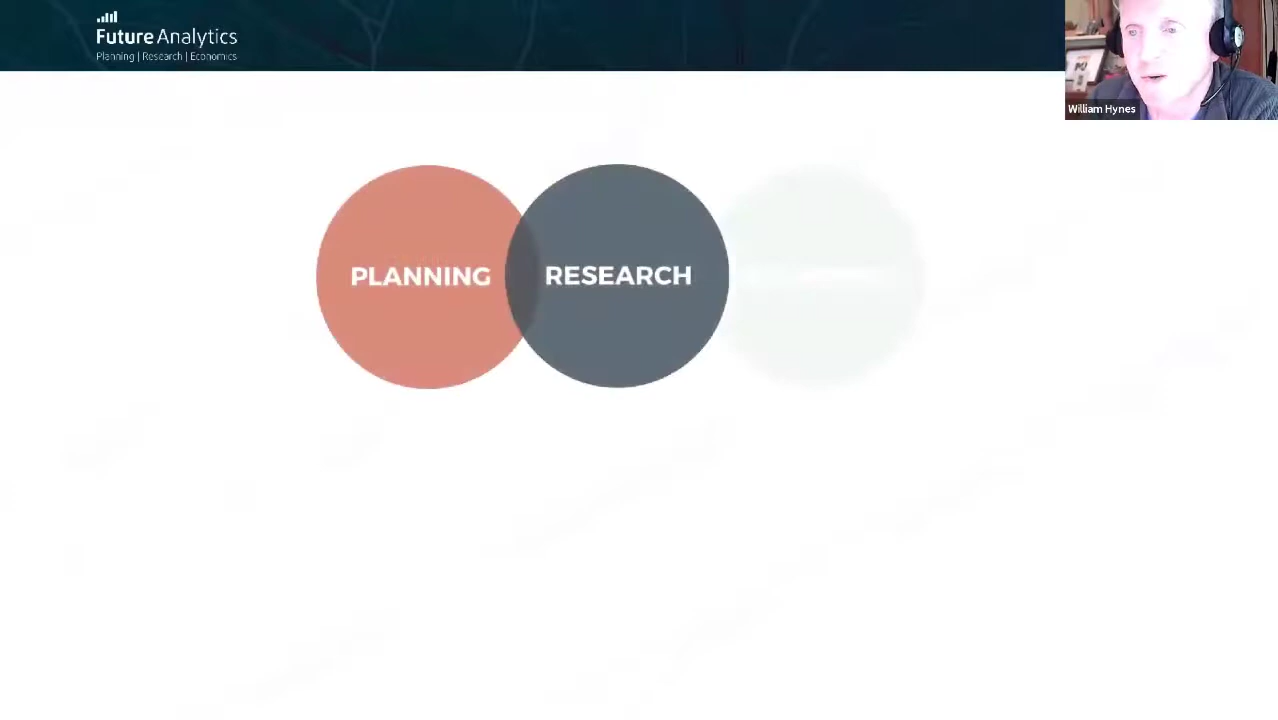 Future Analytics
Planning | Research | Economics
William Hynes
PLANNING
RESEARCH